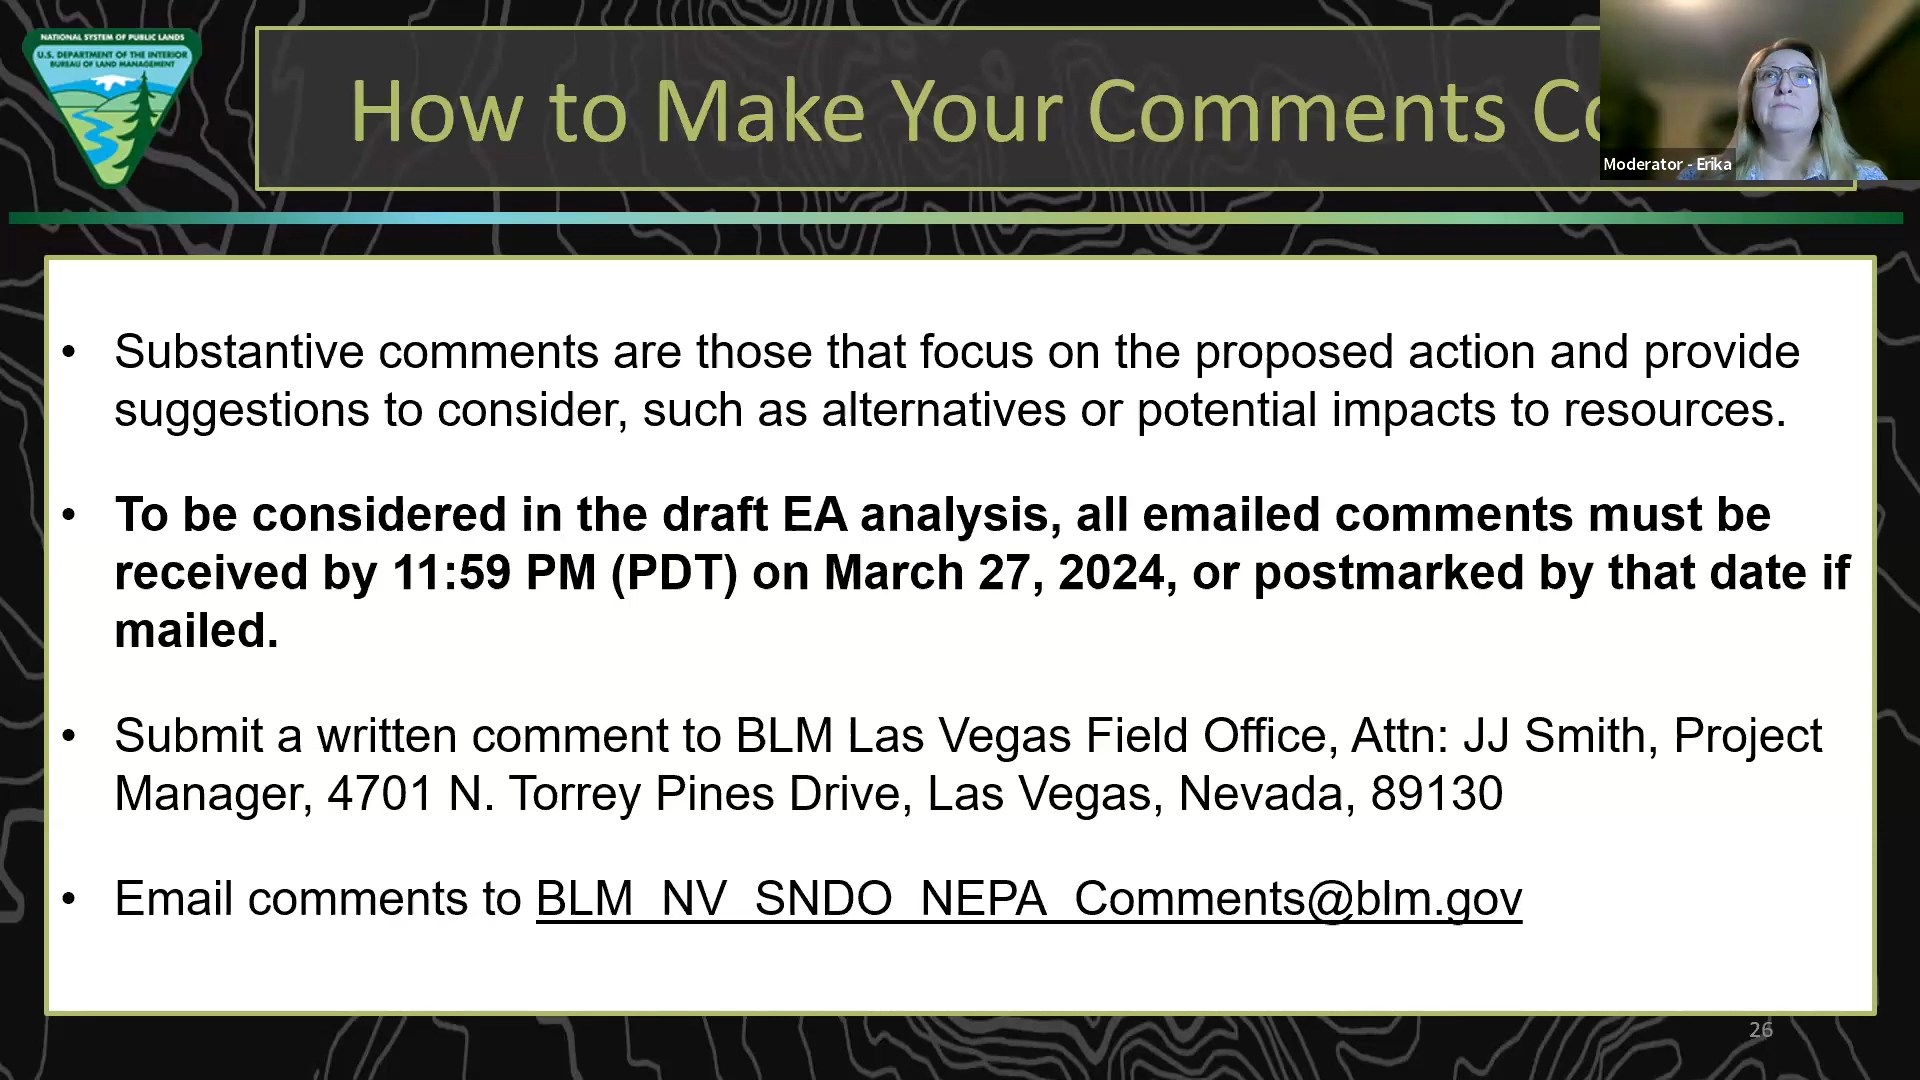 NATIONAL SYSTEM OF PUBLIC LANDS
U.S. DEPARTMENT OF THE INTERIOR
BUREAU OF LAND MANAGEMENT
How to Make Your Comments
Moderator - Erika
• Substantive comments are those that focus on the proposed action and provide
suggestions to consider, such as alternatives or potential impacts to resources.
• To be considered in the draft EA analysis, all emailed comments must be
received by 11:59 PM (PDT) on March 27, 2024, or postmarked by that date if
mailed.
• Submit a written comment to BLM Las Vegas Field Office, Attn: JJ Smith, Project
Manager, 4701 N. Torrey Pines Drive, Las Vegas, Nevada, 89130
• Email comments to BLM_NV_SNDO_NEPA_Comments@blm.gov
26